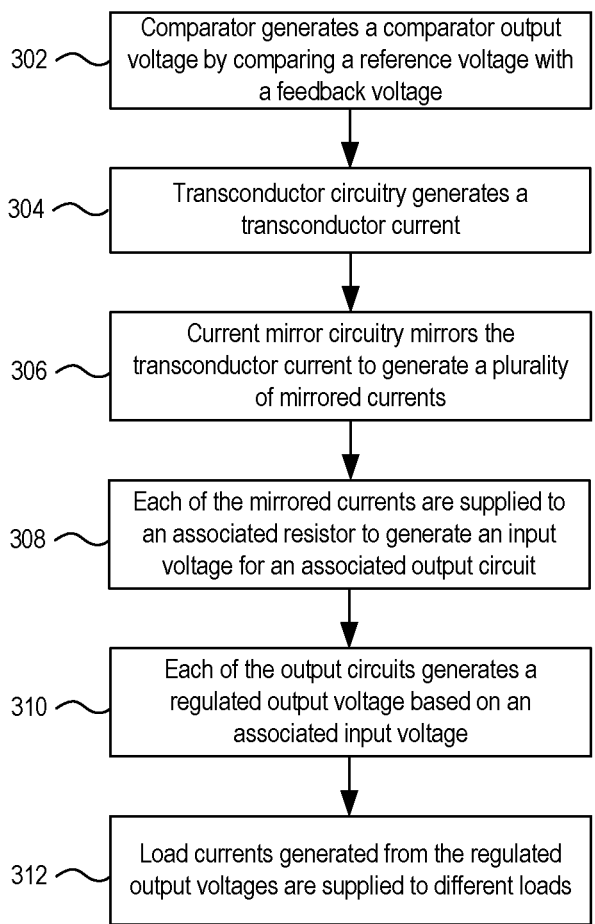 302
Comparator generates a comparator output
voltage by comparing a reference voltage with
a feedback voltage
304
Transconductor circuitry generates a
transconductor current
306
Current mirror circuitry mirrors the
transconductor current to generate a plurality
of mirrored currents
308
Each of the mirrored currents are supplied to
an associated resistor to generate an input
voltage for an associated output circuit
310
Each of the output circuits generates a
regulated output voltage based on an
associated input voltage
312
Load currents generated from the regulated
output voltages are supplied to different loads